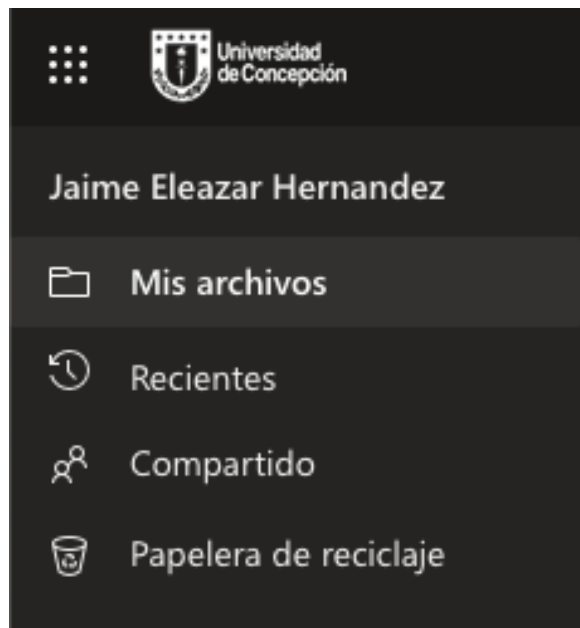 Universidad
de Concepción
Jaime Eleazar Hernandez
Mis archivos
Recientes
Compartido
Papelera de reciclaje